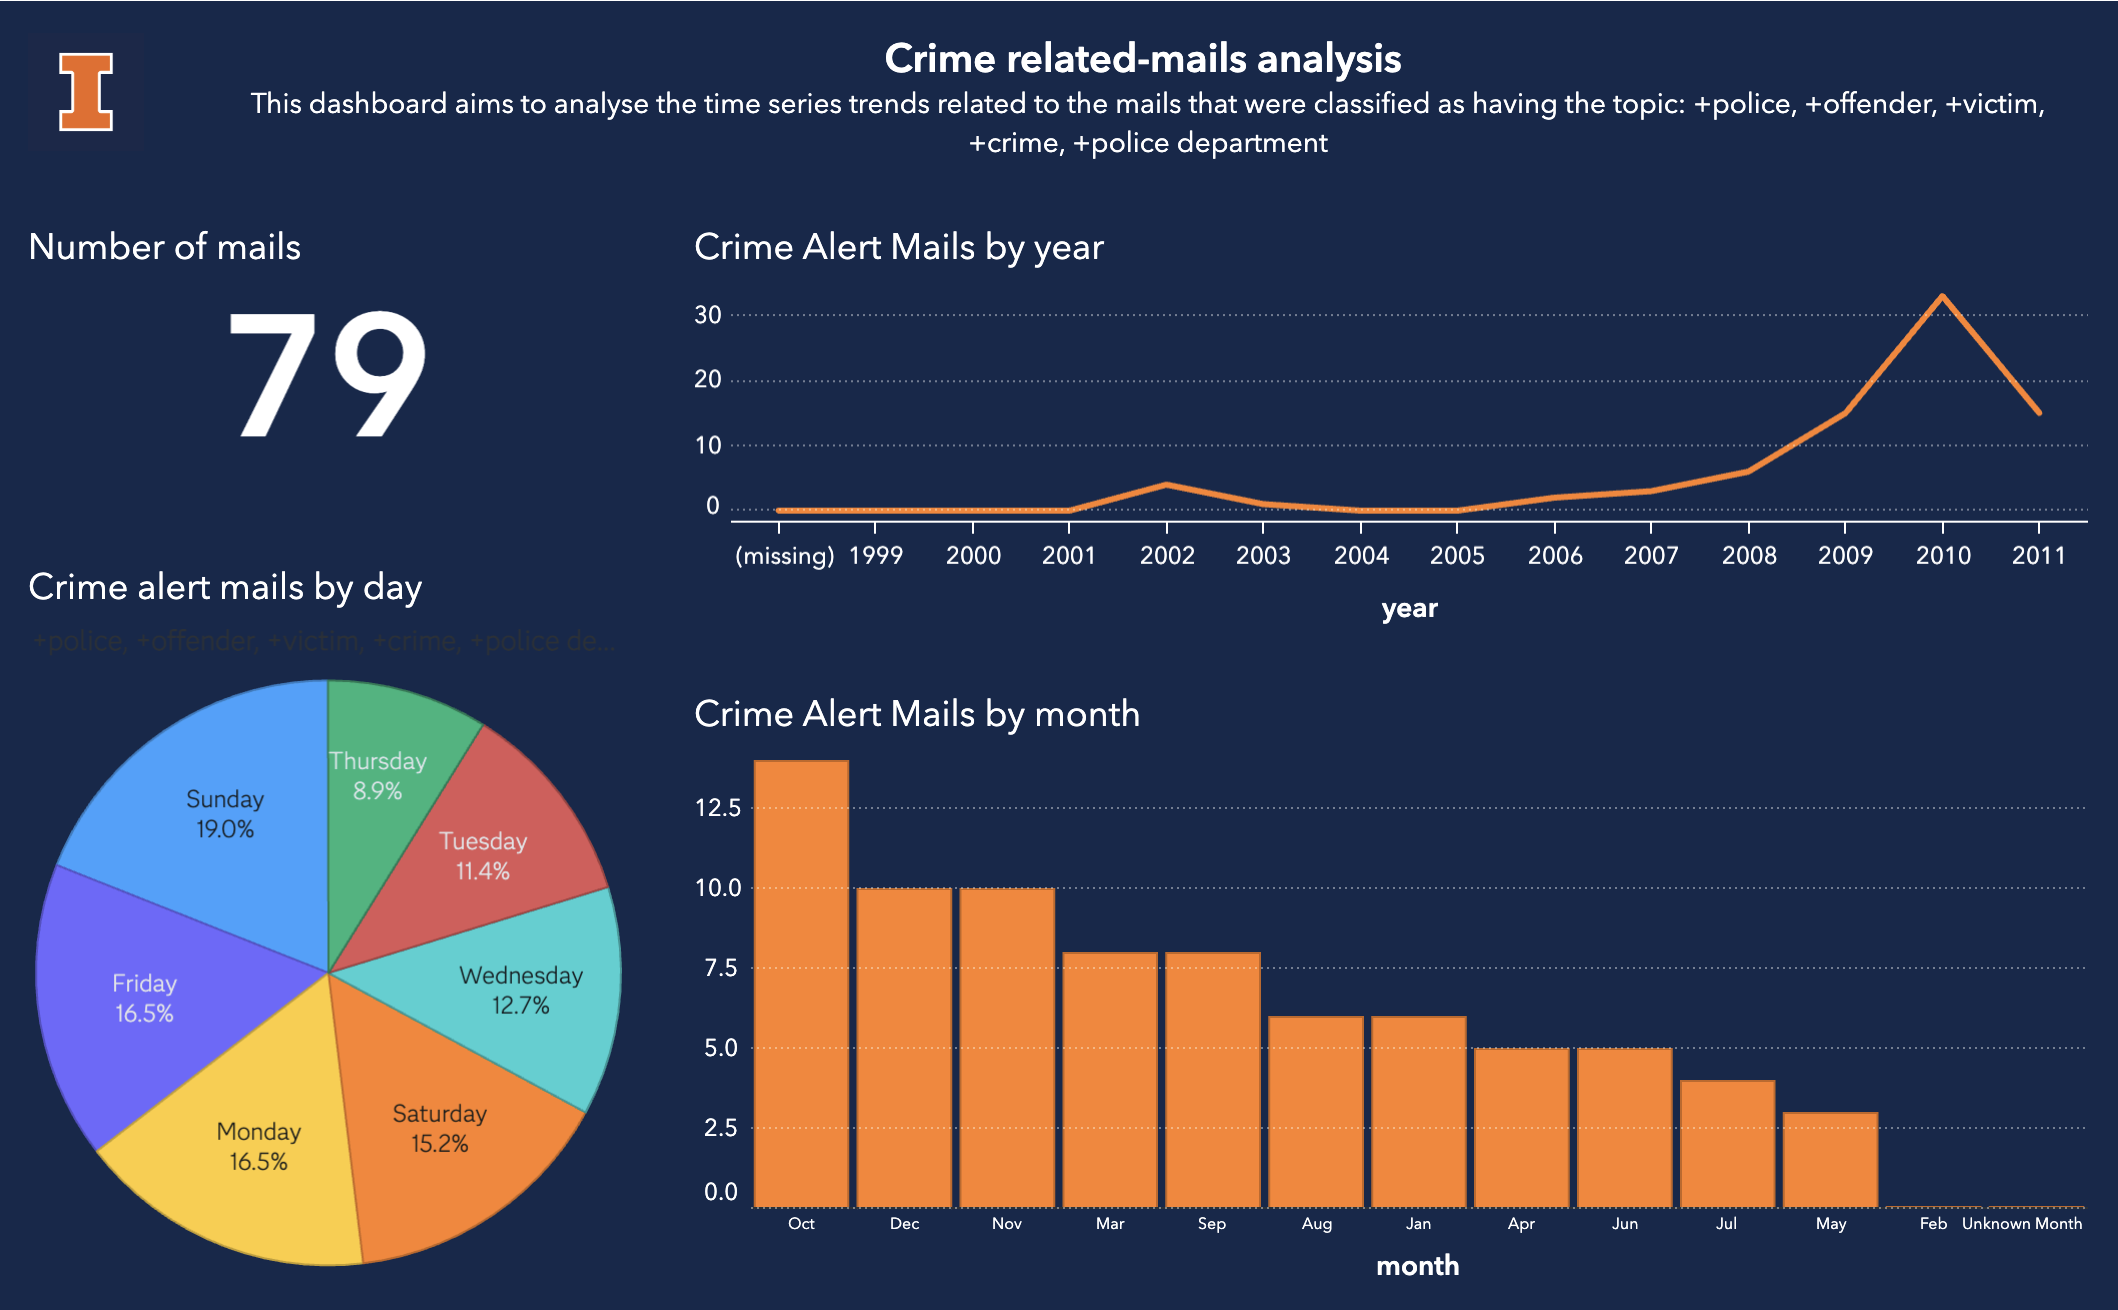 I
Crime related-mails analysis
This dashboard aims to analyse the time series trends related to the mails that were classified as having the topic: +police, +offender, +victim,
+crime, +police department
Number of mails
79
Crime Alert Mails by year
30
20
10
0
(missing) 1999 2000 2001 2002 2003 2004 2005 2006 2007 2008 2009 2010 2011
year
Crime alert mails by day
+police, +offender, +victim, +crime, +police de...
Thursday
8.9%
Tuesday
11.4%
Wednesday
12.7%
Saturday
15.2%
Monday
16.5%
Friday
16.5%
Sunday
19.0%
Crime Alert Mails by month
12.5
10.0
7.5
5.0
2.5
0.0
Oct Dec Nov Mar Sep Aug Jan Apr Jun Jul May Feb Unknown Month
month